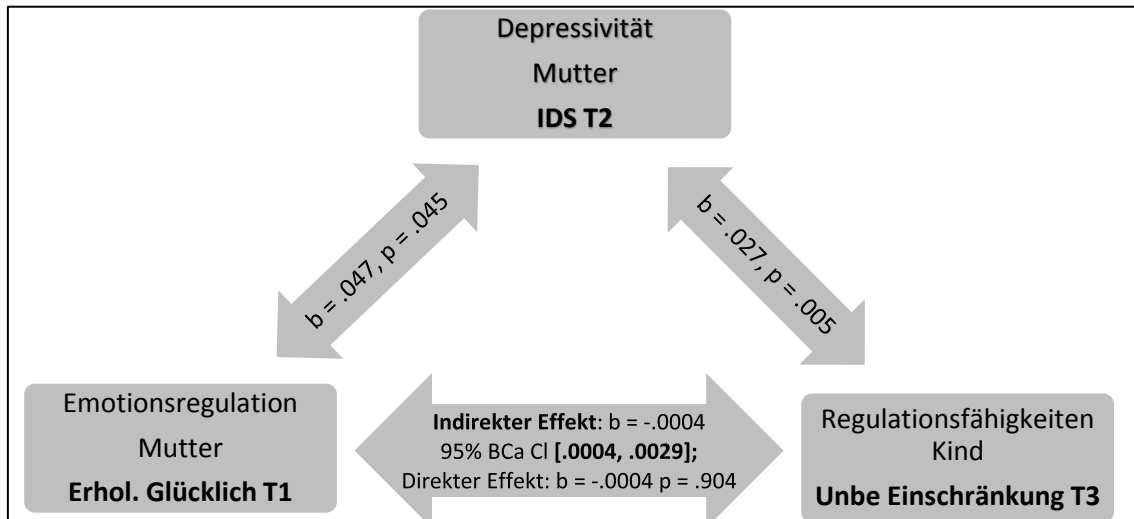 Depressivität
Mutter
IDS T2
b = .047, p = .045
b = .027, p = .005
Emotionsregulation
Mutter
Erhol. Glücklich T1
Indirekter Effekt: b = -.0004
95% BCa Cl [.0004, .0029];
Direkter Effekt: b = -.0004 p = .904
Regulationsfähigkeiten
Kind
Unbe Einschränkung T3